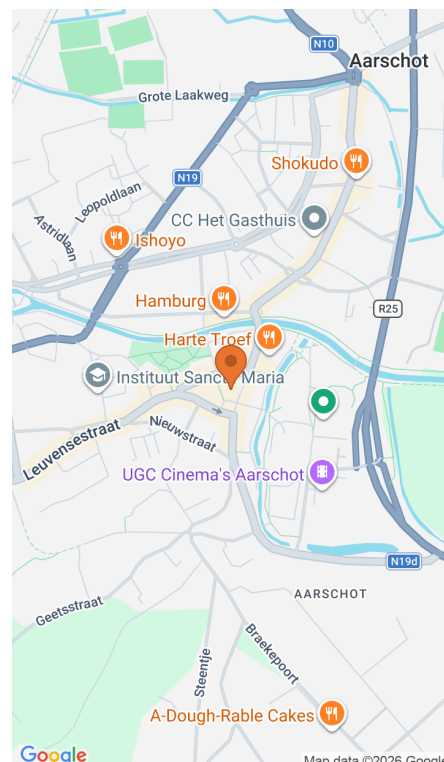 N10
Aarschot
Grote Laakweg
Shokudo
N19
Leopoldlaan
CC Het Gasthuis
Astridlaan
Ishoyo
Hamburg
R25
Harte Troef
Instituut Sancta Maria
Leuvensestraat
Nieuwstraat
UGC Cinema's Aarschot
N19d
AARSCHOT
Geetsstraat
Braekepoort
Steentje
A-Dough-Rable Cakes
Google
Map data ©2026 Google